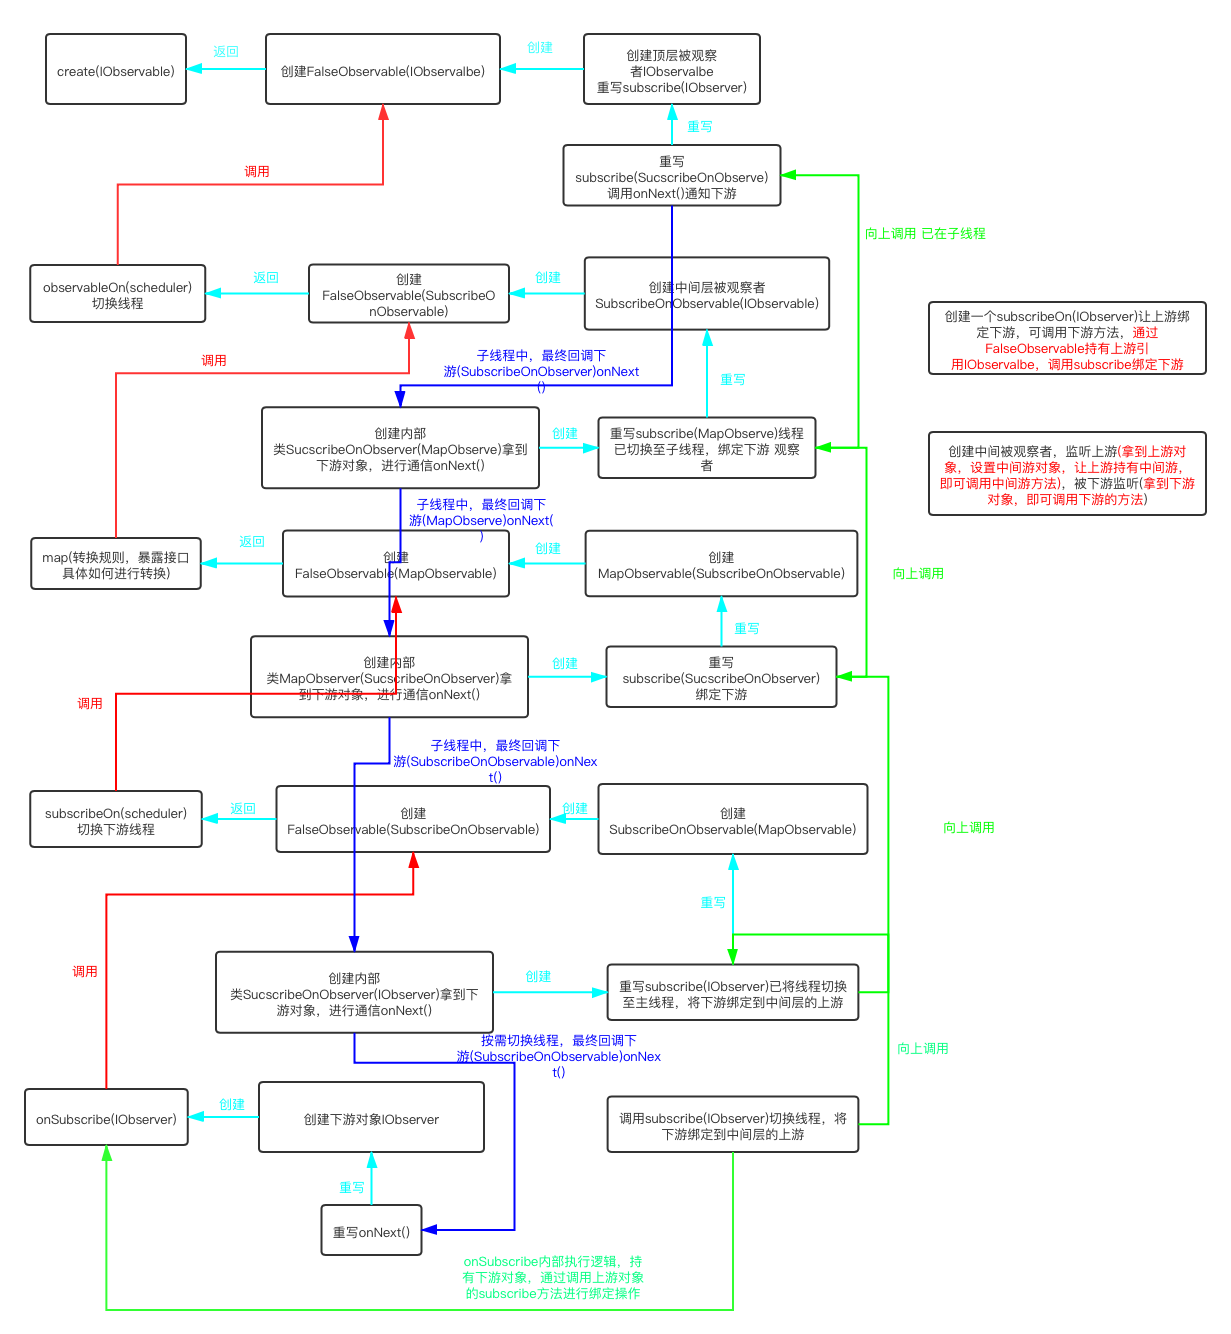 返回
创建
create(IObservable)
创建FalseObservable(IObservalbe)
创建顶层被观察
者IObservalbe
重写subscribe(IObserver)
重写
调用
重写
subscribe(SucscribeOnObserve)
调用onNext()通知下游
向上调用 已在子线程
observableOn(scheduler)
切换线程
返回
创建
FalseObservable(SubscribeO
nObservable)
创建
创建中间层被观察者
SubscribeOnObservable(IObservable)
创建一个subscribeOn(IObserver)让上游绑
定下游，可调用下游方法，通过
FalseObservable持有上游引
用IObservalbe，调用subscribe绑定下游
调用
子线程中，最终回调下
游(SubscribeOnObserver)onNext
()
重写
创建内部
类SucscribeOnObserver(MapObserve)拿到
下游对象，进行通信onNext()
创建
重写subscribe(MapObserve)线程
已切换至子线程，绑定下游 观察
者
创建中间被观察者，监听上游(拿到上游对
象，设置中间游对象，让上游持有中间游，
即可调用中间游方法)，被下游监听(拿到下游
对象，即可调用下游的方法)
子线程中，最终回调下
游(MapObserve)onNext(
)
map(转换规则，暴露接口
具体如何进行转换)
返回
创建
FalseObservable(MapObservable)
创建
创建
MapObservable(SubscribeOnObservable)
向上调用
重写
创建内部
类MapObserver(SucscribeOnObserver)拿
到下游对象，进行通信onNext()
创建
重写
subscribe(SucscribeOnObserver)
绑定下游
调用
子线程中，最终回调下
游(SubscribeOnObservable)onNex
t()
subscribeOn(scheduler)
切换下游线程
返回
创建
FalseObservable(SubscribeOnObservable)
创建
创建
SubscribeOnObservable(MapObservable)
向上调用
重写
调用
创建内部
类SucscribeOnObserver(IObserver)拿到下
游对象，进行通信onNext()
创建
重写subscribe(IObserver)已将线程切换
至主线程，将下游绑定到中间层的上游
按需切换线程，最终回调下
游(SubscribeOnObservable)onNex
t()
向上调用
onSubscribe(IObserver)
创建
创建下游对象IObserver
调用subscribe(IObserver)切换线程，将
下游绑定到中间层的上游
重写
重写onNext()
onSubscribe内部执行逻辑，持
有下游对象，通过调用上游对象
的subscribe方法进行绑定操作